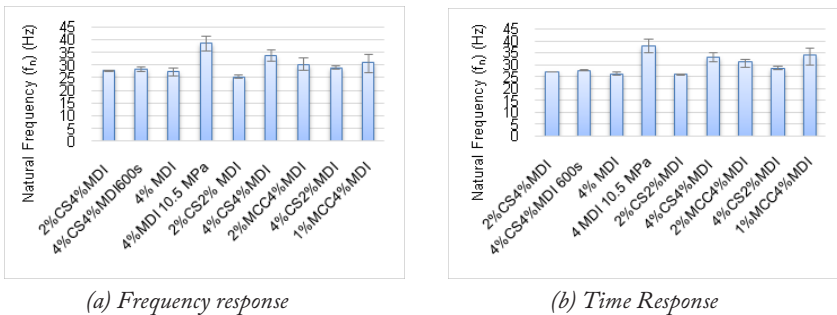 Natural Frequency (fₙ) (Hz)
45
40
35
30
25
20
15
10
5
0
2%CS4%MDI
4%CS4%MDI600s
4% MDI
4%MDI 10.5 MPa
2%CS2% MDI
4%CS4%MDI
2%MCC4%MDI
4%CS2%MDI
1%MCC4%MDI
(a) Frequency response
Natural Frequency (fₙ) (Hz)
45
40
35
30
25
20
15
10
5
0
2%CS4%MDI
4%CS4%MDI 600s
4% MDI
4 MDI 10.5 MPa
2%CS2%MDI
4%CS4%MDI
2%MCC4%MDI
4%CS2%MDI
1%MCC4%MDI
(b) Time Response